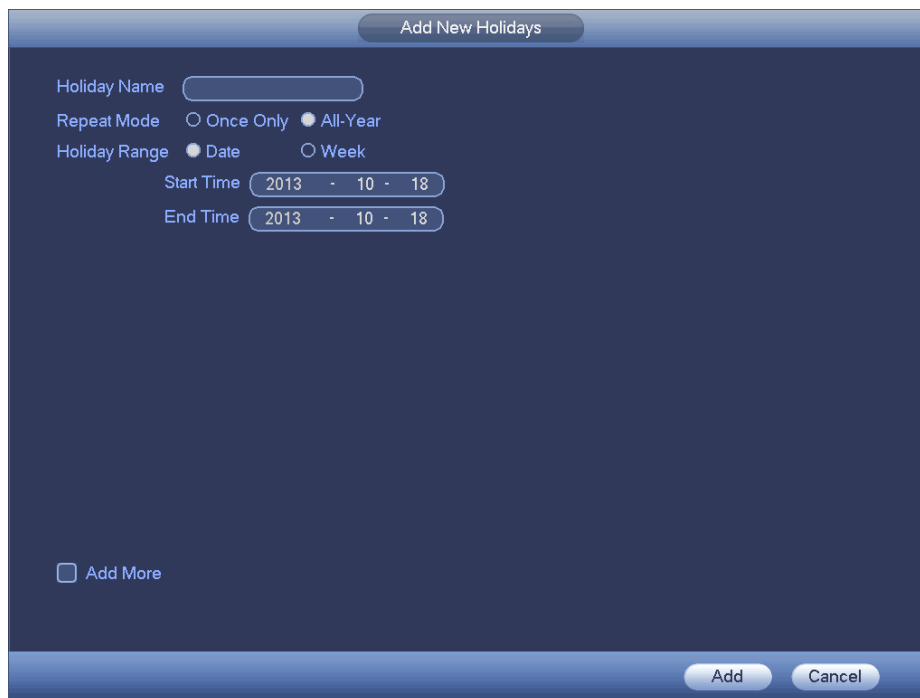 Add New Holidays
Holiday Name
Repeat Mode Once Only All-Year
Holiday Range Date Week
Start Time 2013 - 10 - 18
End Time 2013 - 10 - 18
Add More
Add Cancel